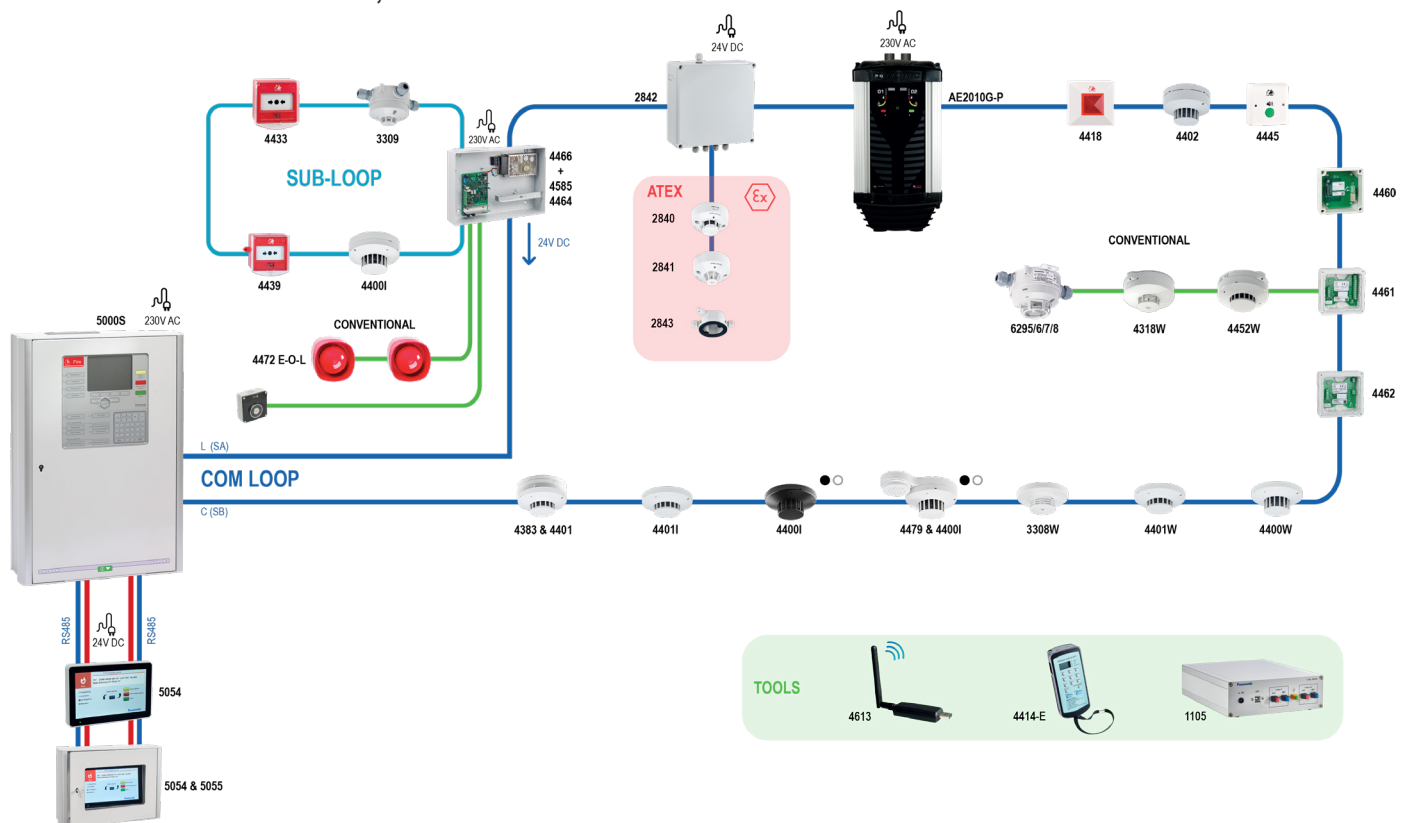 24V DC
230V AC
2842
AE2010G-P
4433
3309
4418
4402
4445
230V AC
4466
+
4585
4464
SUB-LOOP
ATEX
Ex
4460
2840
24V DC
CONVENTIONAL
4439
4400I
2841
4461
5000S
230V AC
CONVENTIONAL
2843
6295/6/7/8
4318W
4452W
4472 E-O-L
Fire
4462
L (SA)
COM LOOP
C (SB)
4383 & 4401
4401I
4400I
4479 & 4400I
3308W
4401W
4400W
RS485
24V DC
RS485
TOOLS
5054
4613
4414-E
1105
Panasonic
5054 & 5055